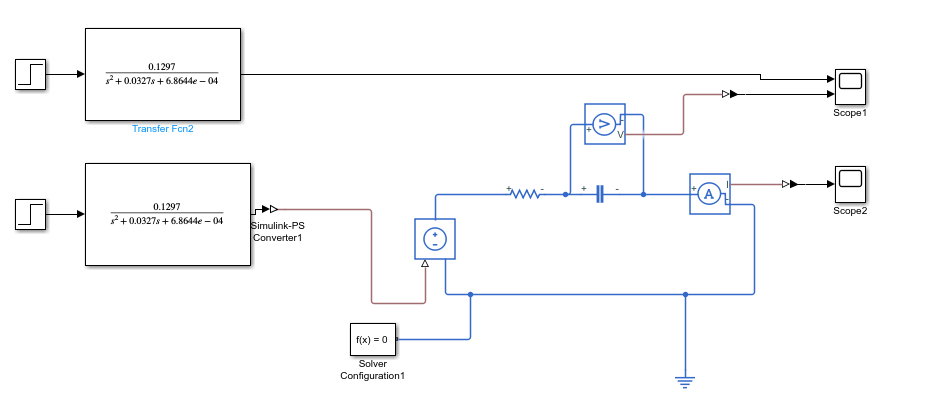 0.1297
s² + 0.0327s + 6.8644e − 04
Transfer Fcn2
Scope1
+
-
V
V
0.1297
s² + 0.0327s + 6.8644e − 04
Simulink-PS
Converter1
+ -
+ -
+
A
I
-
Scope2
+
-
f(x) = 0
Solver
Configuration1